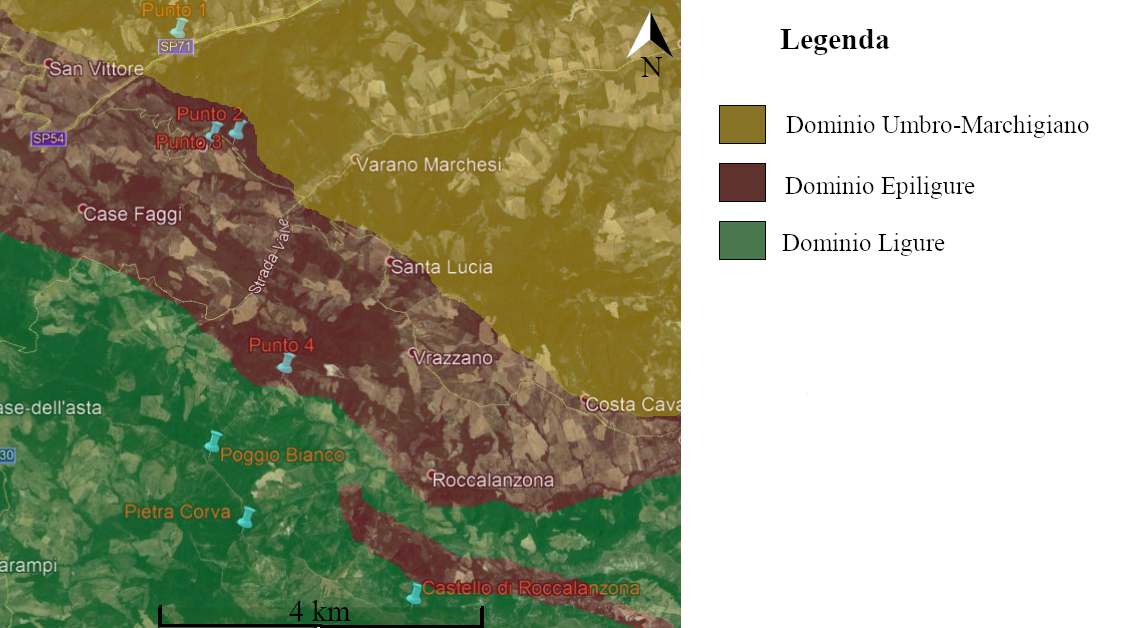 Punto 1
SP71
San Vittore
N
Punto 2
SP54
Punto 3
Varano Marchesi
Case Faggi
Strada Vare
Santa Lucia
Punto 4
Vrazzano
Costa Cava
ase-dell'asta
30
Poggio Bianco
Roccalanzona
Pietra Corva
arampi
Castello di Roccalanzona
4 km
Legenda
Dominio Umbro-Marchigiano
Dominio Epiligure
Dominio Ligure